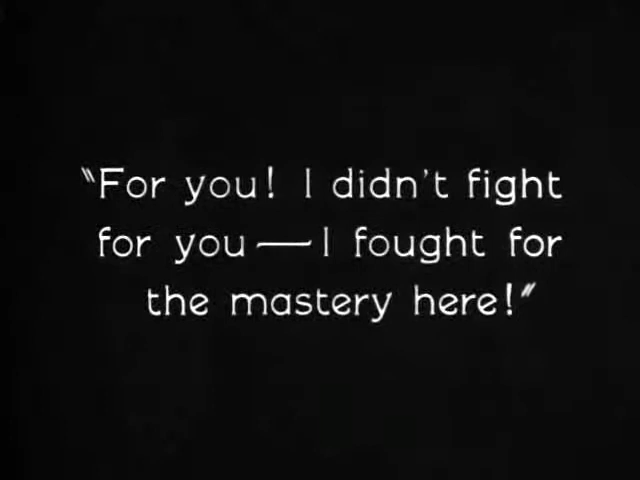 "For you! I didn't fight
for you — I fought for
the mastery here!"